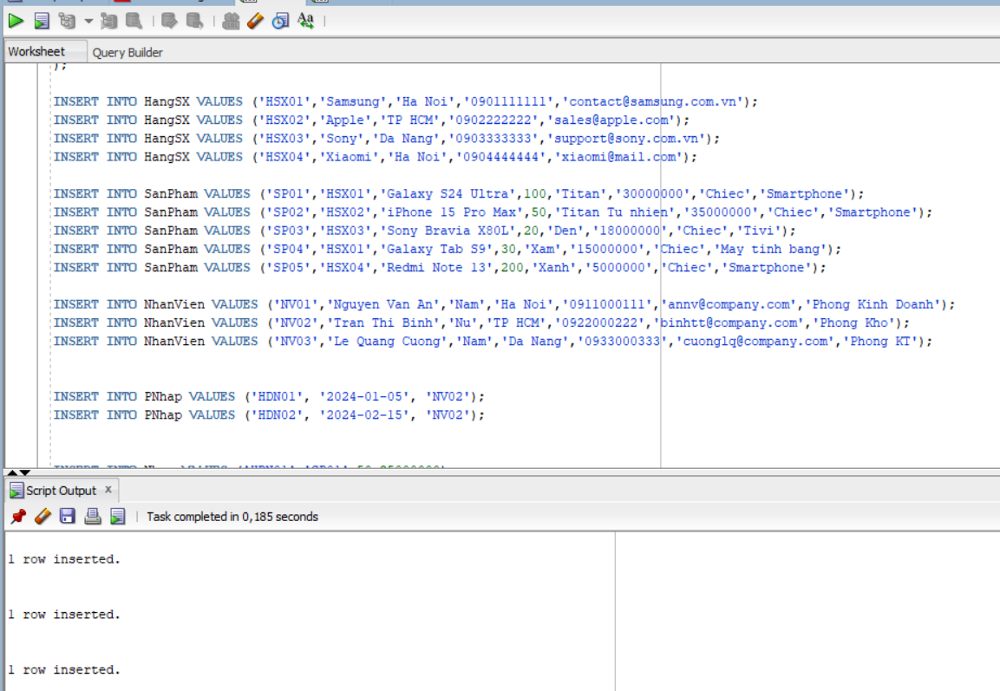 Worksheet
Query Builder
);
INSERT INTO HangSX VALUES ('HSX01','Samsung','Ha Noi','0901111111','contact@samsung.com.vn');
INSERT INTO HangSX VALUES ('HSX02','Apple','TP HCM','0902222222','sales@apple.com');
INSERT INTO HangSX VALUES ('HSX03','Sony','Da Nang','0903333333','support@sony.com.vn');
INSERT INTO HangSX VALUES ('HSX04','Xiaomi','Ha Noi','0904444444','xiaomi@mail.com');
INSERT INTO SanPham VALUES ('SP01','HSX01','Galaxy S24 Ultra',100,'Titan','30000000','Chiec','Smartphone');
INSERT INTO SanPham VALUES ('SP02','HSX02','iPhone 15 Pro Max',50,'Titan Tu nhien','35000000','Chiec','Smartphone');
INSERT INTO SanPham VALUES ('SP03','HSX03','Sony Bravia X80L',20,'Den','18000000','Chiec','Tivi');
INSERT INTO SanPham VALUES ('SP04','HSX01','Galaxy Tab S9',30,'Xam','15000000','Chiec','May tinh bang');
INSERT INTO SanPham VALUES ('SP05','HSX04','Redmi Note 13',200,'Xanh','5000000','Chiec','Smartphone');
INSERT INTO NhanVien VALUES ('NV01','Nguyen Van An','Nam','Ha Noi','0911000111','annv@company.com','Phong Kinh Doanh');
INSERT INTO NhanVien VALUES ('NV02','Tran Thi Binh','Nu','TP HCM','0922000222','binhtt@company.com','Phong Kho');
INSERT INTO NhanVien VALUES ('NV03','Le Quang Cuong','Nam','Da Nang','0933000333','cuonglq@company.com','Phong KT');
INSERT INTO PNhap VALUES ('HDN01', '2024-01-05', 'NV02');
INSERT INTO PNhap VALUES ('HDN02', '2024-02-15', 'NV02');
Script Output x
Task completed in 0,185 seconds
1 row inserted.
1 row inserted.
1 row inserted.